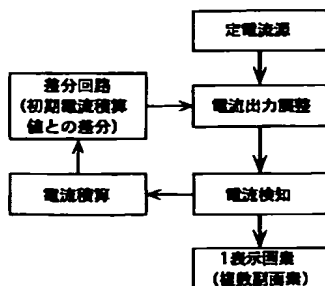 定電流源
差分回路
(初期電流積算
値との差分)
電流出力調整
電流積算
電流検知
1表示画素
(複数副画素)